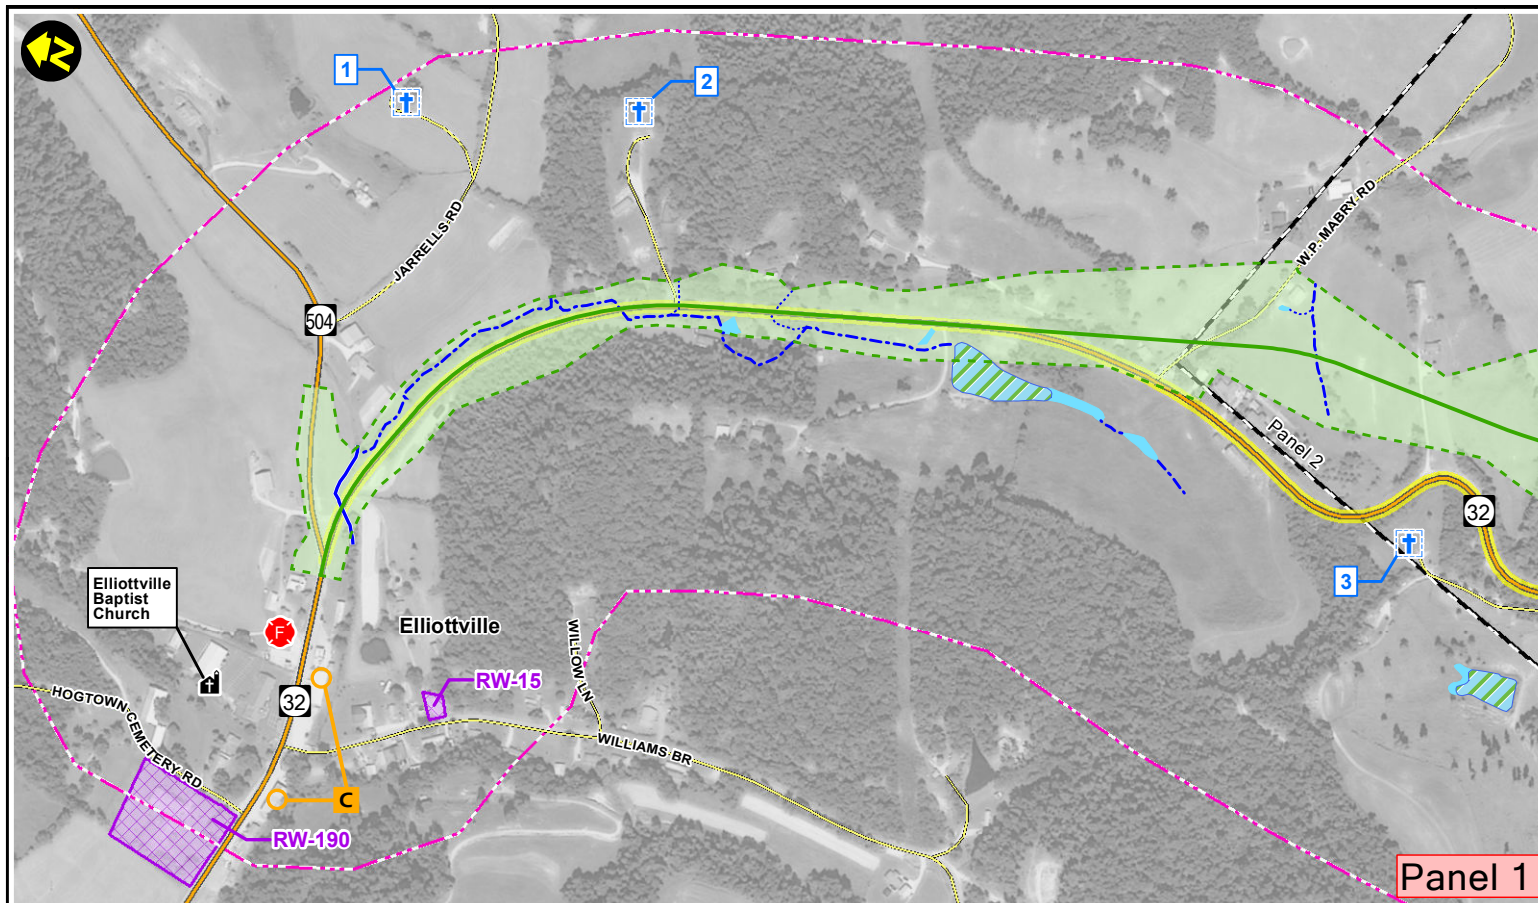 N
1
2
JARRELLS RD
504
W.P. MABRY RD
Panel 2
32
3
Elliottville
Baptist
Church
F
Elliottville
WILLOW LN
RW-15
32
HOGTOWN CEMETERY RD
WILLIAMS BR
C
RW-190
Panel 1